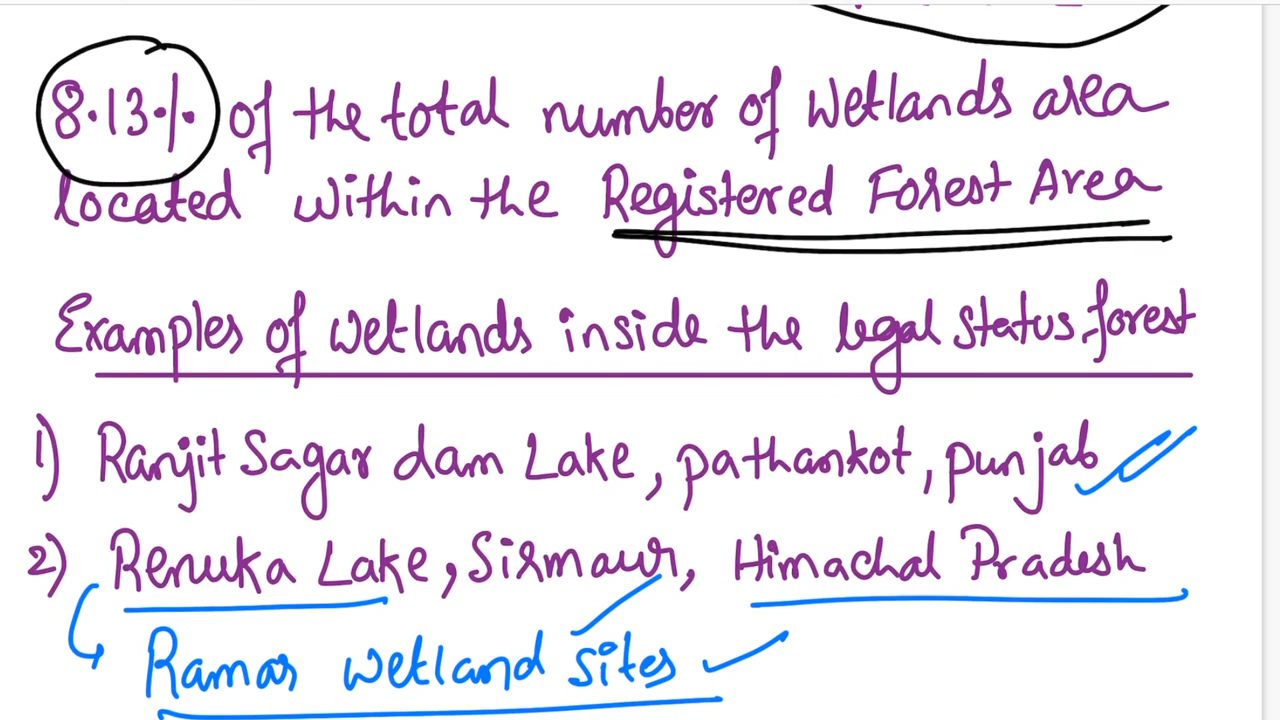 8.13% of the total number of wetlands area
located within the Registered Forest Area
Examples of wetlands inside the legal status forest
1) Ranjit Sagar dam Lake, pathankot, punjab
2) Renuka Lake, Sirmaur, Himachal Pradesh
Ramar wetland sites